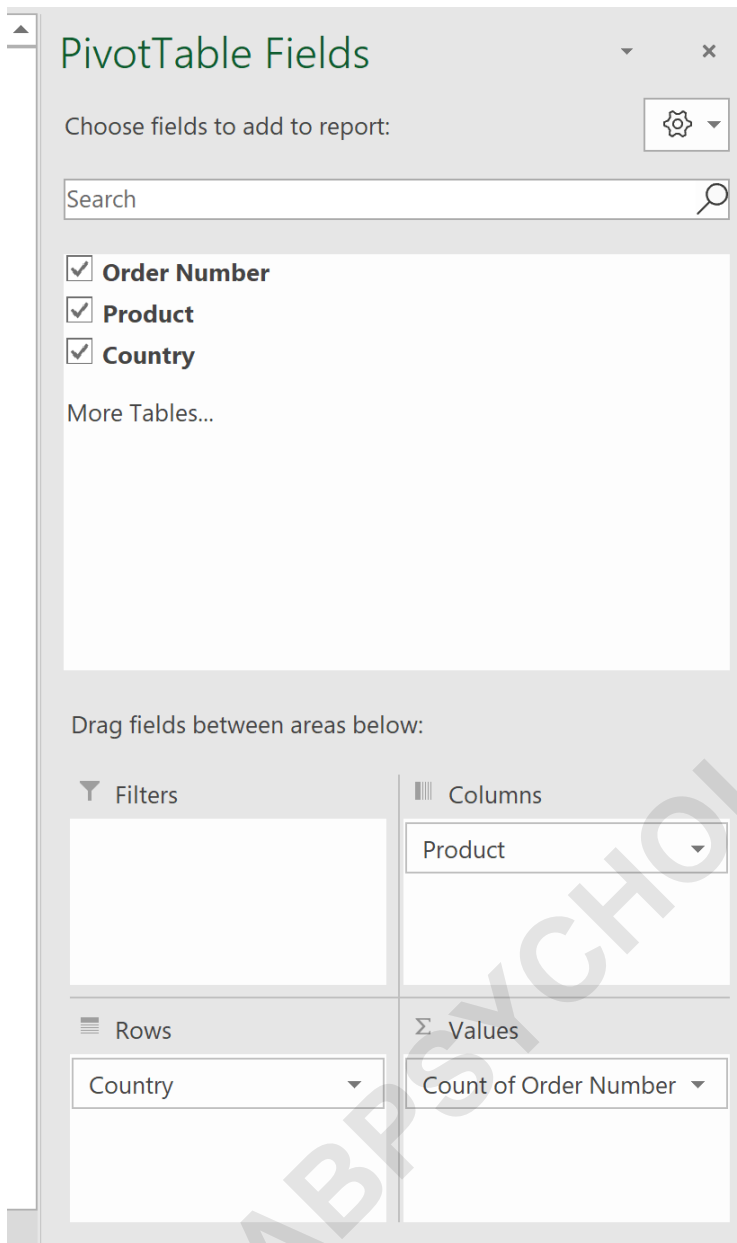 PivotTable Fields
Choose fields to add to report:
Search
Order Number
Product
Country
More Tables...
Drag fields between areas below:
Filters
Columns
Product
Rows
Σ Values
Country
Count of Order Number